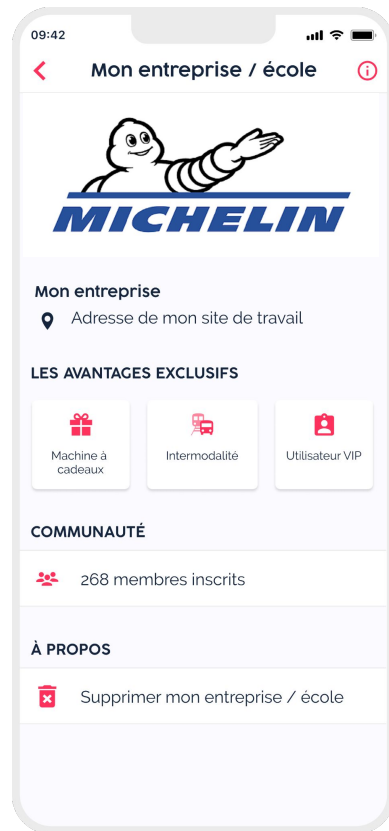 09:42
Mon entreprise / école
MICHELIN
Mon entreprise
Adresse de mon site de travail
LES AVANTAGES EXCLUSIFS
Machine à
cadeaux
Intermodalité
Utilisateur VIP
COMMUNAUTÉ
268 membres inscrits
À PROPOS
Supprimer mon entreprise / école